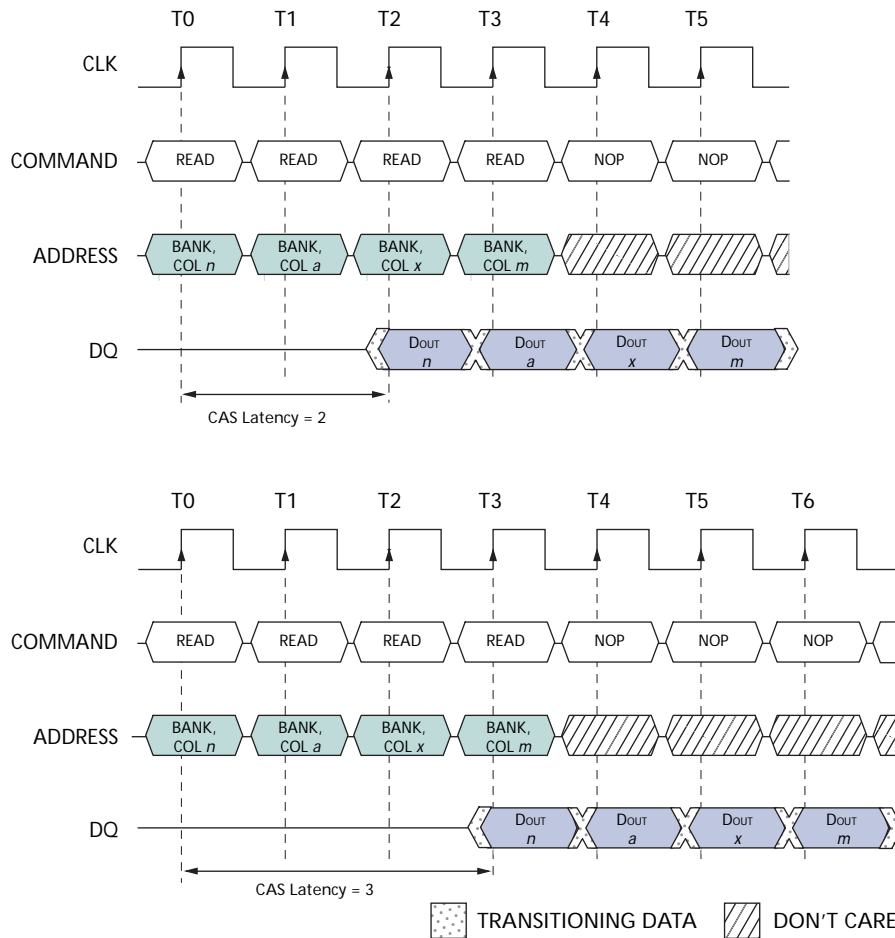 T0 T1 T2 T3 T4 T5
CLK
COMMAND READ READ READ READ NOP NOP
ADDRESS BANK, COL n BANK, COL a BANK, COL x BANK, COL m
DQ DOUT n DOUT a DOUT x DOUT m
CAS Latency = 2
T0 T1 T2 T3 T4 T5 T6
CLK
COMMAND READ READ READ READ NOP NOP NOP
ADDRESS BANK, COL n BANK, COL a BANK, COL x BANK, COL m
DQ DOUT n DOUT a DOUT x DOUT m
CAS Latency = 3
TRANSITIONING DATA DON'T CARE